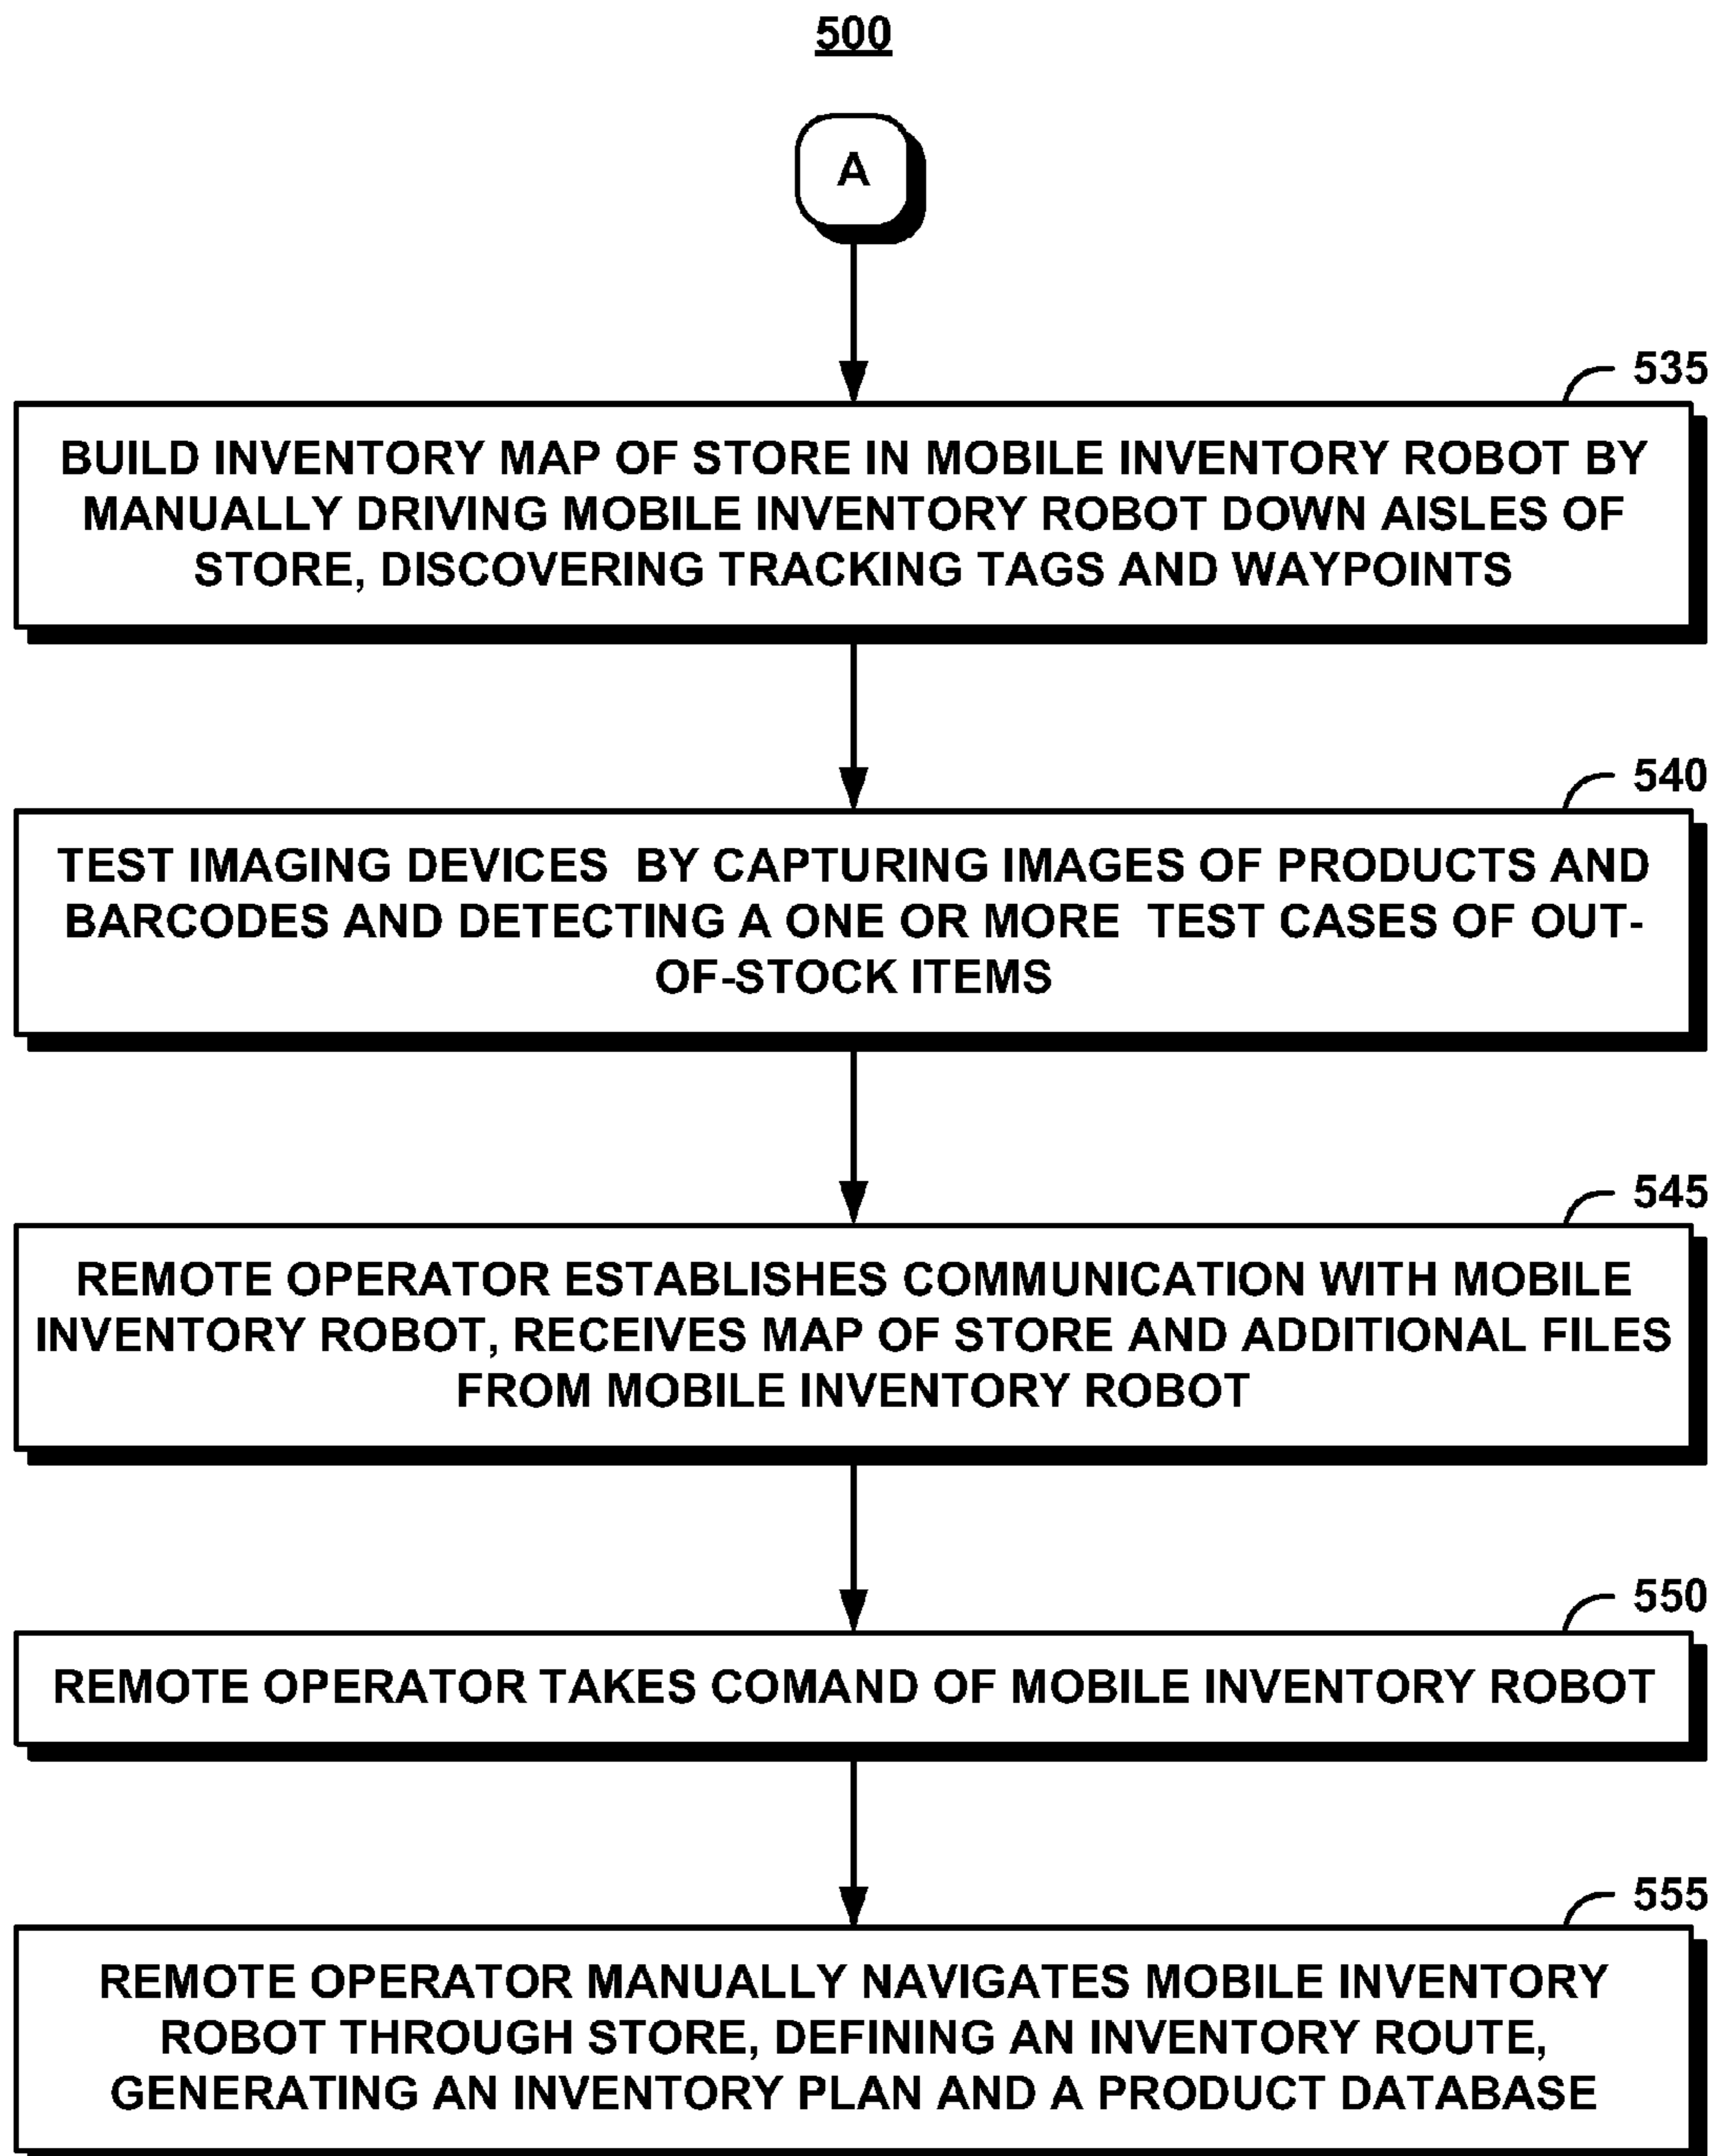 500
A
535
BUILD INVENTORY MAP OF STORE IN MOBILE INVENTORY ROBOT BY
MANUALLY DRIVING MOBILE INVENTORY ROBOT DOWN AISLES OF
STORE, DISCOVERING TRACKING TAGS AND WAYPOINTS
540
TEST IMAGING DEVICES BY CAPTURING IMAGES OF PRODUCTS AND
BARCODES AND DETECTING A ONE OR MORE TEST CASES OF OUT-
OF-STOCK ITEMS
545
REMOTE OPERATOR ESTABLISHES COMMUNICATION WITH MOBILE
INVENTORY ROBOT, RECEIVES MAP OF STORE AND ADDITIONAL FILES
FROM MOBILE INVENTORY ROBOT
550
REMOTE OPERATOR TAKES COMAND OF MOBILE INVENTORY ROBOT
555
REMOTE OPERATOR MANUALLY NAVIGATES MOBILE INVENTORY
ROBOT THROUGH STORE, DEFINING AN INVENTORY ROUTE,
GENERATING AN INVENTORY PLAN AND A PRODUCT DATABASE